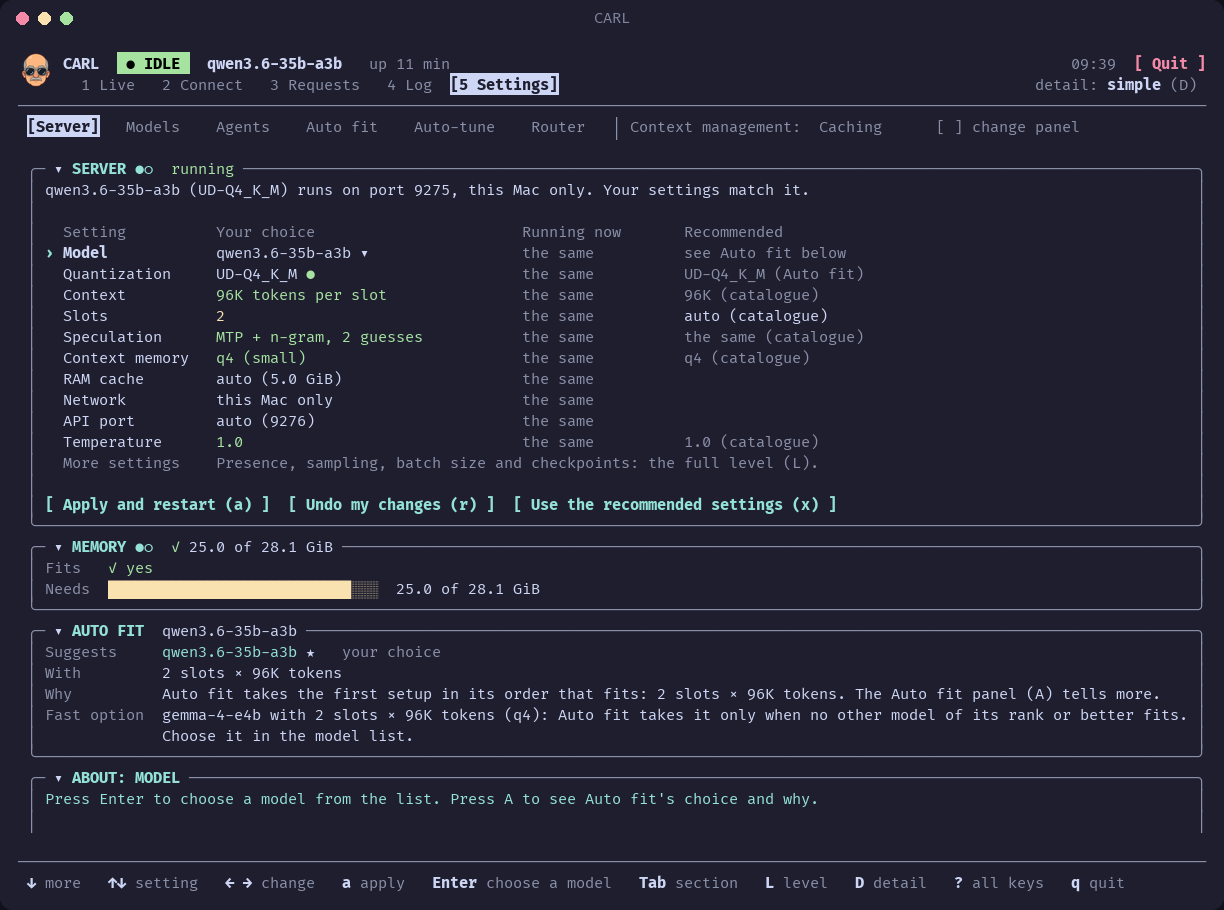 CARL
CARL ● IDLE qwen3.6-35b-a3b up 11 min 09:39 [ Quit ]
1 Live 2 Connect 3 Requests 4 Log [5 Settings] detail: simple (D)
[Server] Models Agents Auto fit Auto-tune Router │ Context management: Caching [ ] change panel
▾ SERVER ●○ running
qwen3.6-35b-a3b (UD-Q4_K_M) runs on port 9275, this Mac only. Your settings match it.
Setting Your choice Running now Recommended
› Model qwen3.6-35b-a3b ▾ the same see Auto fit below
Quantization UD-Q4_K_M ● the same UD-Q4_K_M (Auto fit)
Context 96K tokens per slot the same 96K (catalogue)
Slots 2 the same auto (catalogue)
Speculation MTP + n-gram, 2 guesses the same the same (catalogue)
Context memory q4 (small) the same q4 (catalogue)
RAM cache auto (5.0 GiB) the same
Network this Mac only the same
API port auto (9276) the same
Temperature 1.0 the same 1.0 (catalogue)
More settings Presence, sampling, batch size and checkpoints: the full level (L).
[ Apply and restart (a) ] [ Undo my changes (r) ] [ Use the recommended settings (x) ]
▾ MEMORY ●○ √ 25.0 of 28.1 GiB
Fits √ yes
Needs 25.0 of 28.1 GiB
▾ AUTO FIT qwen3.6-35b-a3b
Suggests qwen3.6-35b-a3b ★ your choice
With 2 slots × 96K tokens
Why Auto fit takes the first setup in its order that fits: 2 slots × 96K tokens. The Auto fit panel (A) tells more.
Fast option gemma-4-e4b with 2 slots × 96K tokens (q4): Auto fit takes it only when no other model of its rank or better fits.
Choose it in the model list.
▾ ABOUT: MODEL
Press Enter to choose a model from the list. Press A to see Auto fit's choice and why.
↓ more ↑↓ setting ← → change a apply Enter choose a model Tab section L level D detail ? all keys q quit